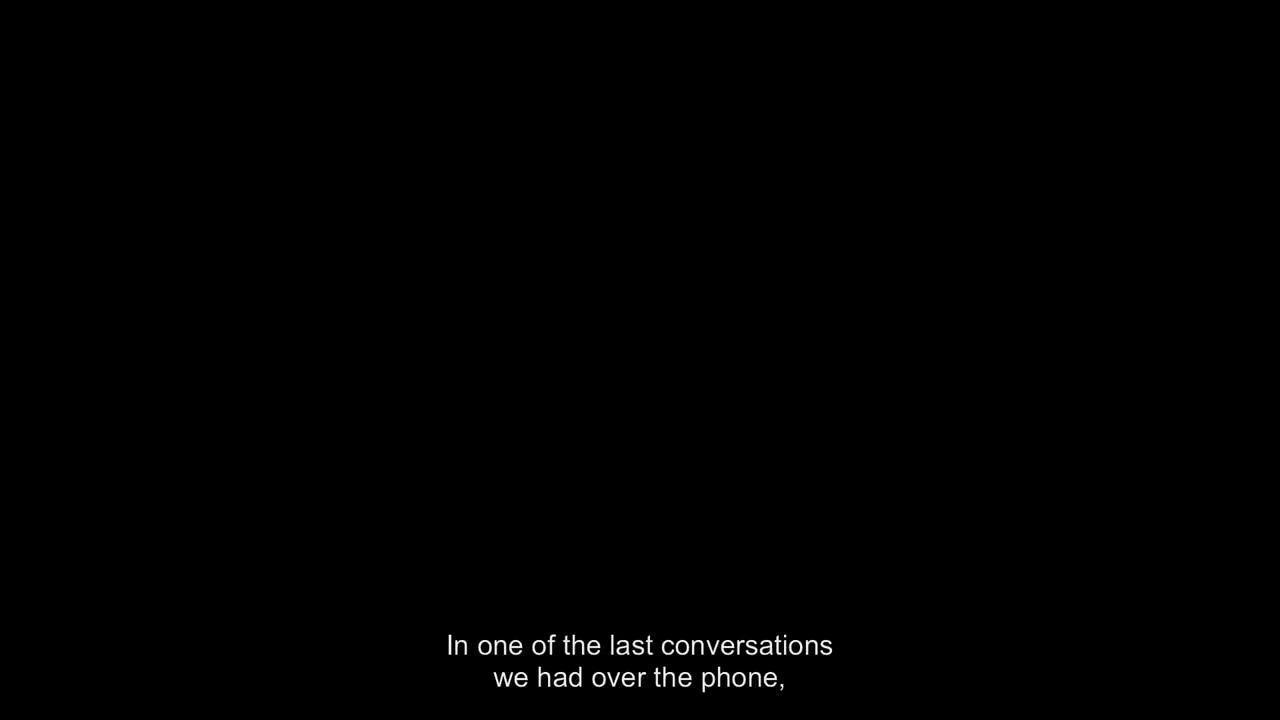 In one of the last conversations
we had over the phone,